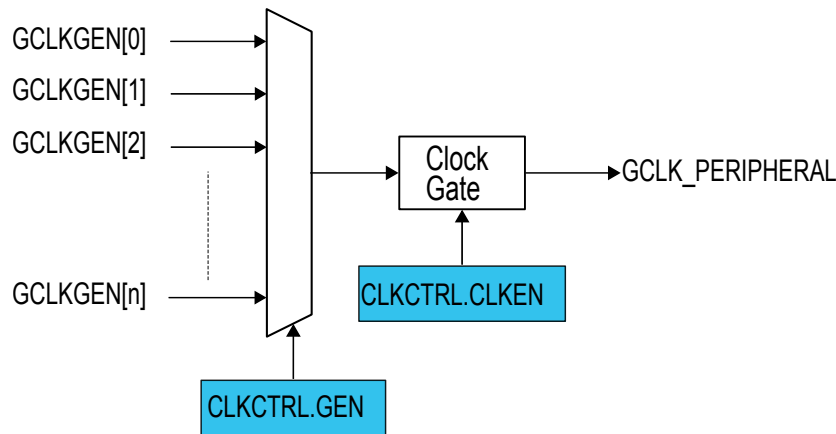 GCLKGEN[0]
GCLKGEN[1]
GCLKGEN[2]
GCLKGEN[n]
Clock
Gate
GCLK_PERIPHERAL
CLKCTRL.CLKEN
CLKCTRL.GEN